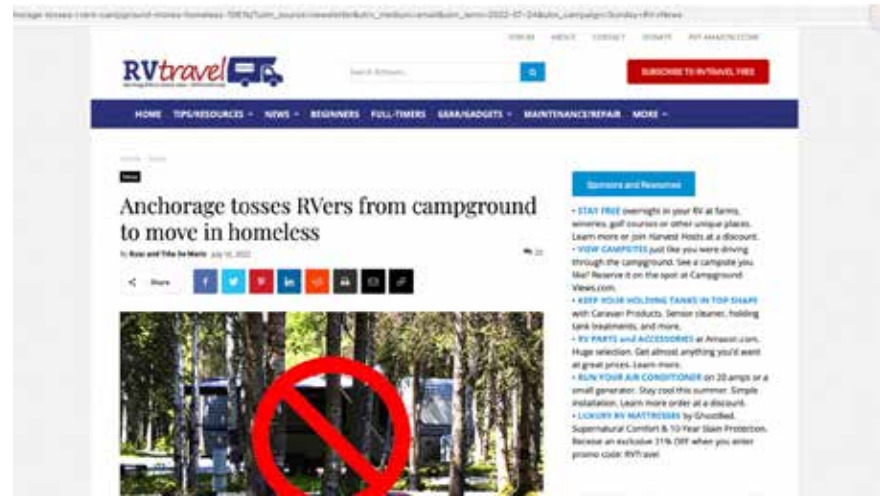 RVtravel
SUBSCRIBE TO RVTRAVEL FREE
HOME TIPS/RESOURCES NEWS BEGINNERS FULL-TIMERS GEAR/GADGETS MAINTENANCE/REPAIR MORE
Anchorage tosses RVers from campground
to move in homeless
Share
Sponsors and Resources
• STAY FREE overnight in your RV at farms,
wineries, golf courses or other unique places.
Learn more or join Harvest Hosts at a discount.
• VIEW CAMPSITES just like you were driving
through the campground. See a campsite you
like? Reserve it on the spot at Campground
Views.com.
• KEEP YOUR HOLDING TANKS IN TOP SHAPE
with Caravan Products. Sensor cleaner, holding
tank treatments, and more.
• RV PARTS and ACCESSORIES at Amazon.com.
Huge selection. Get almost anything you'd want
at great prices. Learn more.
• RUN YOUR AIR CONDITIONER on 20 amps or a
small generator. Stay cool this summer. Simple
installation. Learn more order at a discount.
• LUXURY RV MATTRESSES by GhostBed.
Supernatural Comfort & 10-Year Stain Protection.
Receive an exclusive 31% OFF when you enter
promo code: RVTravel